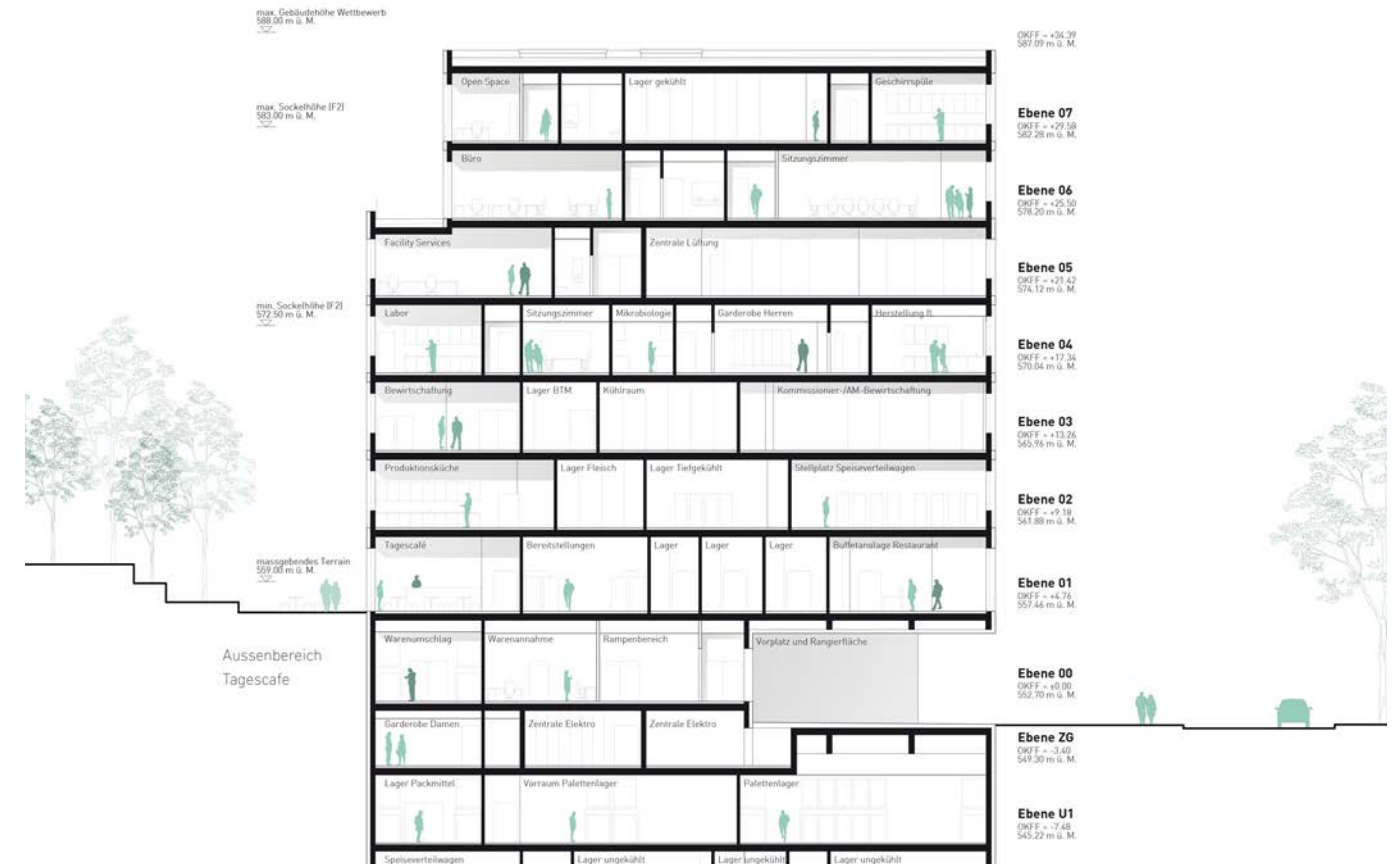 max. Gebäudehöhe Wettbewerb
588.00 m ü. M.
OKFF = +34.39
587.09 m ü. M.
Open Space
Lager gekühlt
Geschirrspüle
max. Sockelhöhe (F2)
583.00 m ü. M.
Ebene 07
OKFF = +29.58
582.28 m ü. M.
Büro
Sitzungszimmer
Ebene 06
OKFF = +25.50
578.20 m ü. M.
Facility Services
Zentrale Lüftung
Ebene 05
OKFF = +21.42
574.12 m ü. M.
min. Sockelhöhe (F2)
572.50 m ü. M.
Labor
Sitzungszimmer
Mikrobiologie
Garderobe Herren
Herstellung fl.
Ebene 04
OKFF = +17.34
570.04 m ü. M.
Bewirtschaftung
Lager BTM
Kühlraum
Kommissionier-/AM-Bewirtschaftung
Ebene 03
OKFF = +13.26
565.96 m ü. M.
Produktionsküche
Lager Fleisch
Lager Tiefgekühlt
Stellplatz Speiseverteilwagen
Ebene 02
OKFF = +9.18
561.88 m ü. M.
Tagescafé
Bereitstellungen
Lager
Lager
Lager
Buffetanalage Restaurant
massgebendes Terrain
559.00 m ü. M.
Ebene 01
OKFF = +4.76
557.46 m ü. M.
Warenumschlag
Warenannahme
Rampenbereich
Vorplatz und Rangierfläche
Aussenbereich
Tagescafe
Ebene 00
OKFF = ±0.00
552.70 m ü. M.
Garderobe Damen
Zentrale Elektro
Zentrale Elektro
Ebene ZG
OKFF = -3.40
549.30 m ü. M.
Lager Packmittel
Vorraum Palettenlager
Palettenlager
Ebene U1
OKFF = -7.48
545.22 m ü. M.
Speiseverteilwagen
Lager ungekühlt
Lager ungekühlt
Lager ungekühlt